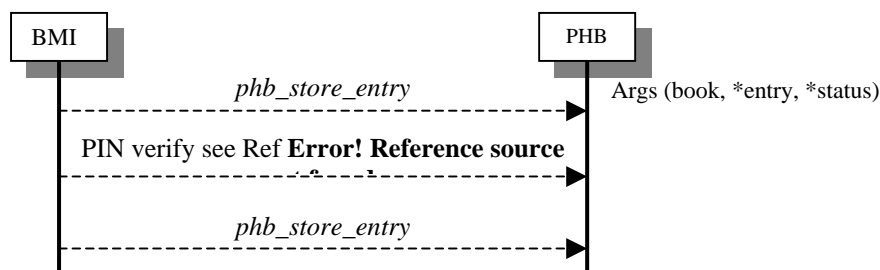 BMI
PHB
phb_store_entry
Args (book, *entry, *status)
PIN verify see Ref Error! Reference source
phb_store_entry